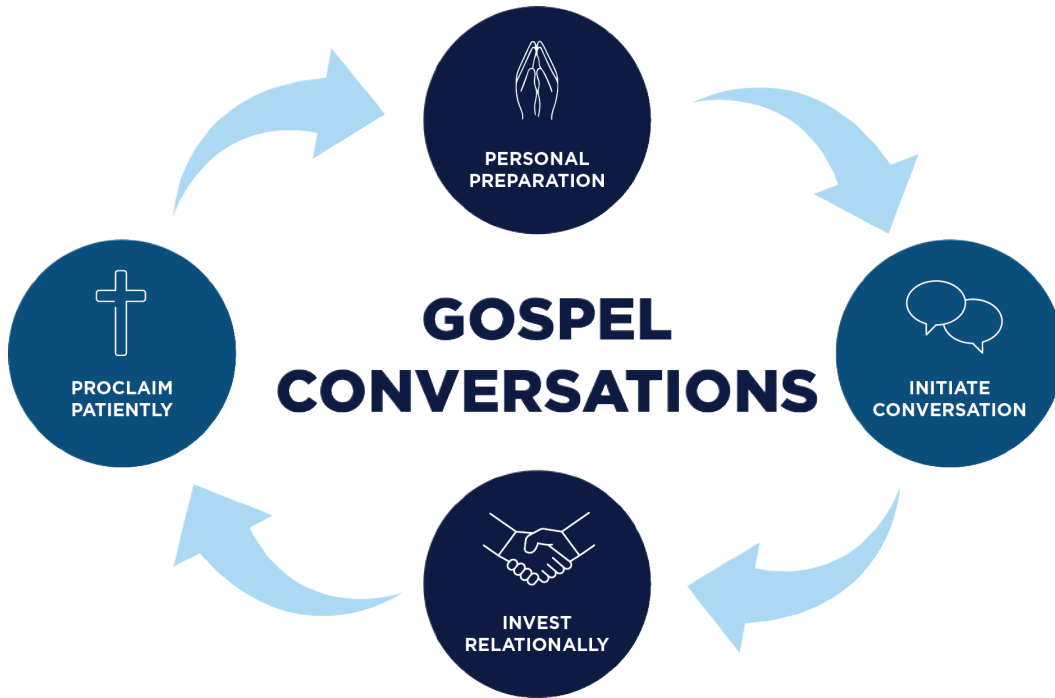 PERSONAL
PREPARATION
GOSPEL
CONVERSATIONS
INITIATE
CONVERSATION
INVEST
RELATIONALLY
PROCLAIM
PATIENTLY